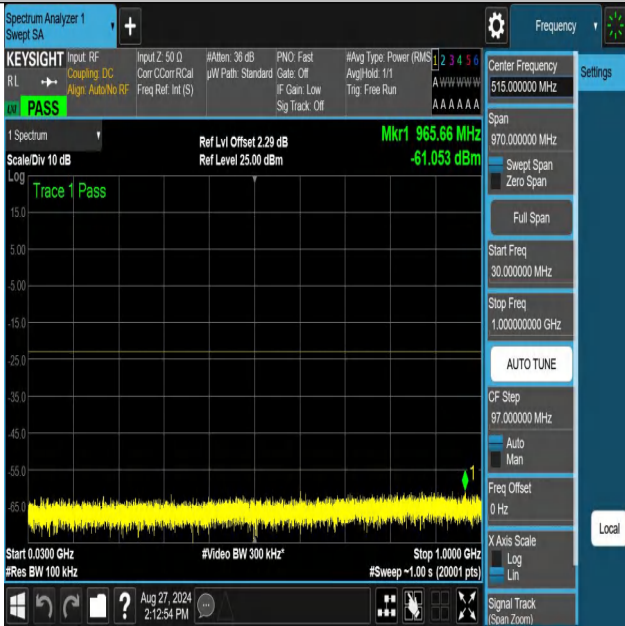 Spectrum Analyzer 1
Swept SA
+
Frequency
KEYSIGHT
RL
PASS
Input: RF
Coupling: DC
Align: Auto/No RF
Input Z: 50 Ω
Corr CCorr RCal
Freq Ref: Int (S)
#Atten: 36 dB
µW Path: Standard
PNO: Fast
Gate: Off
IF Gain: Low
Sig Track: Off
#Avg Type: Power (RMS
Avg|Hold: 1/1
Trig: Free Run
1 2 3 4 5 6
A W W W W W
A A A A A A
1 Spectrum
Scale/Div 10 dB
Ref Lvl Offset 2.29 dB
Ref Level 25.00 dBm
Mkr1 965.66 MHz
-61.053 dBm
Log
Trace 1 Pass
15.0
5.00
-5.00
-15.0
-25.0
-35.0
-45.0
-55.0
-65.0
1
Start 0.0300 GHz
#Res BW 100 kHz
#Video BW 300 kHz*
Stop 1.0000 GHz
#Sweep ~1.00 s (20001 pts)
Aug 27, 2024
2:12:54 PM
?
Center Frequency
515.000000 MHz
Settings
Span
970.000000 MHz
Swept Span
Zero Span
Full Span
Start Freq
30.000000 MHz
Stop Freq
1.000000000 GHz
AUTO TUNE
CF Step
97.000000 MHz
Auto
Man
Freq Offset
0 Hz
X Axis Scale
Log
Lin
Local
Signal Track
(Span Zoom)